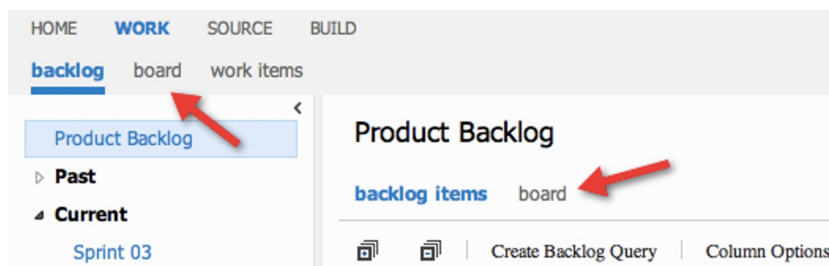 HOME WORK SOURCE BUILD
backlog board work items
Product Backlog
Past
Current
Sprint 03
Product Backlog
backlog items board
Create Backlog Query Column Options